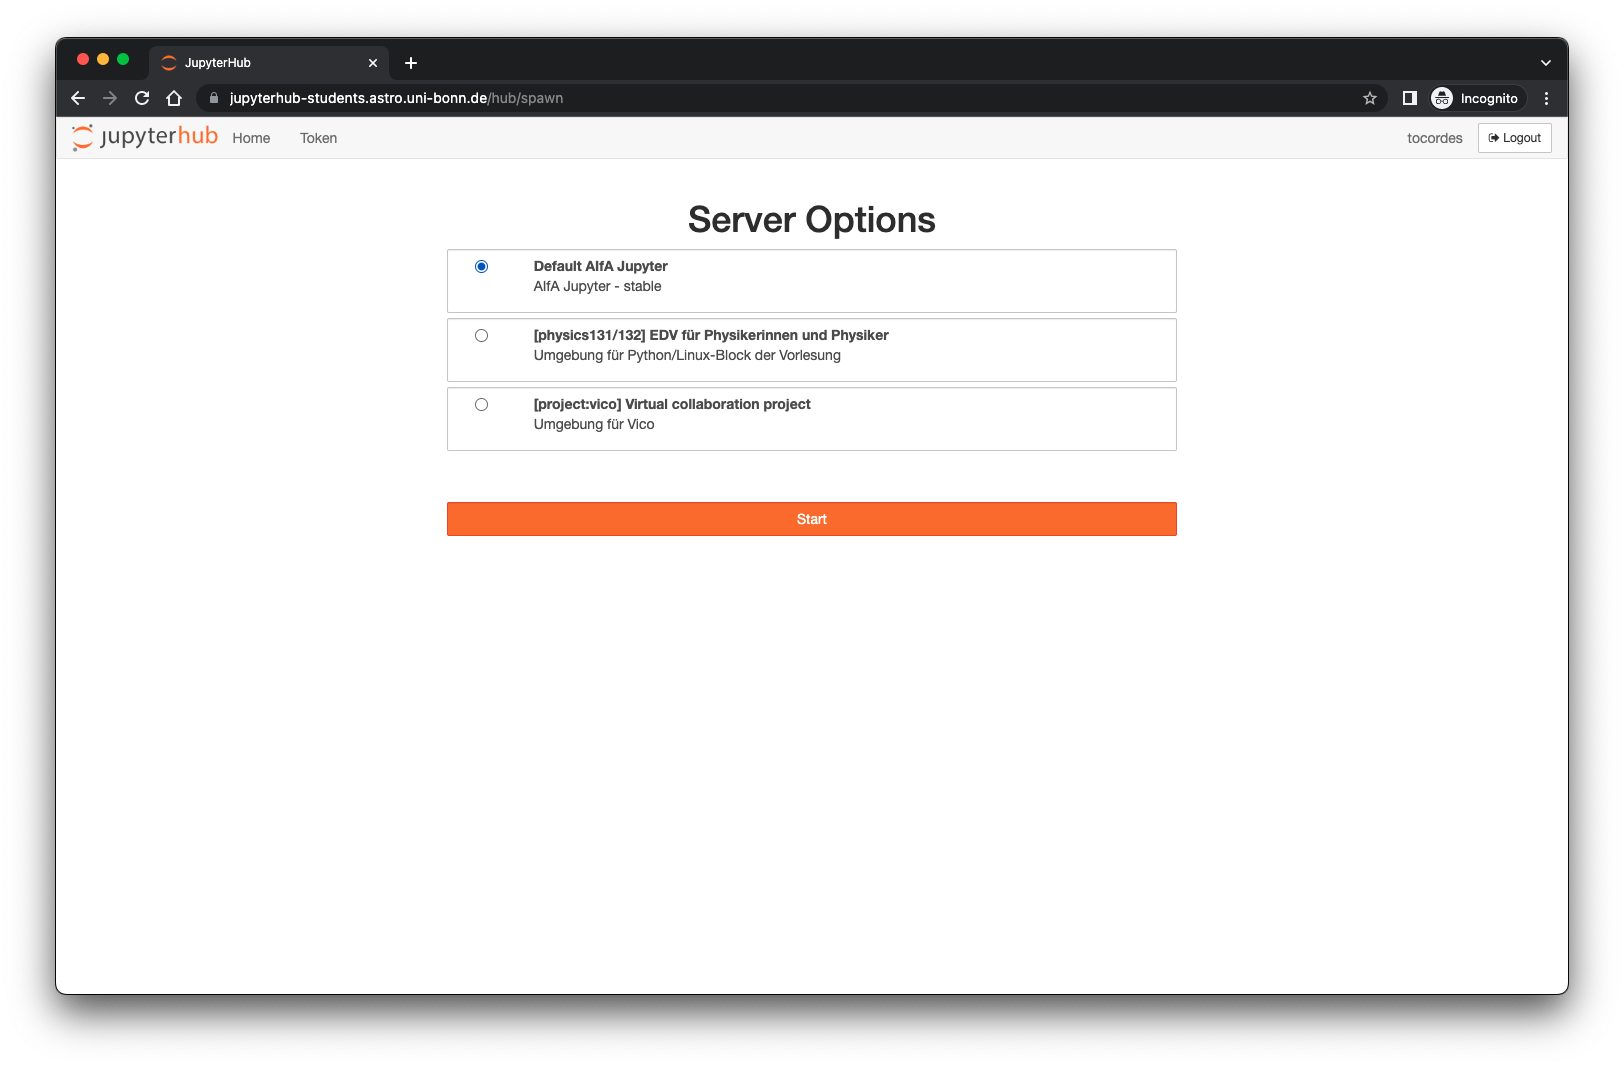 JupyterHub
jupyterhub-students.astro.uni-bonn.de/hub/spawn
Incognito
jupyterhub
Home
Token
tocordes
Logout
Server Options
Default AlfA Jupyter
AlfA Jupyter - stable
[physics131/132] EDV für Physikerinnen und Physiker
Umgebung für Python/Linux-Block der Vorlesung
[project:vico] Virtual collaboration project
Umgebung für Vico
Start